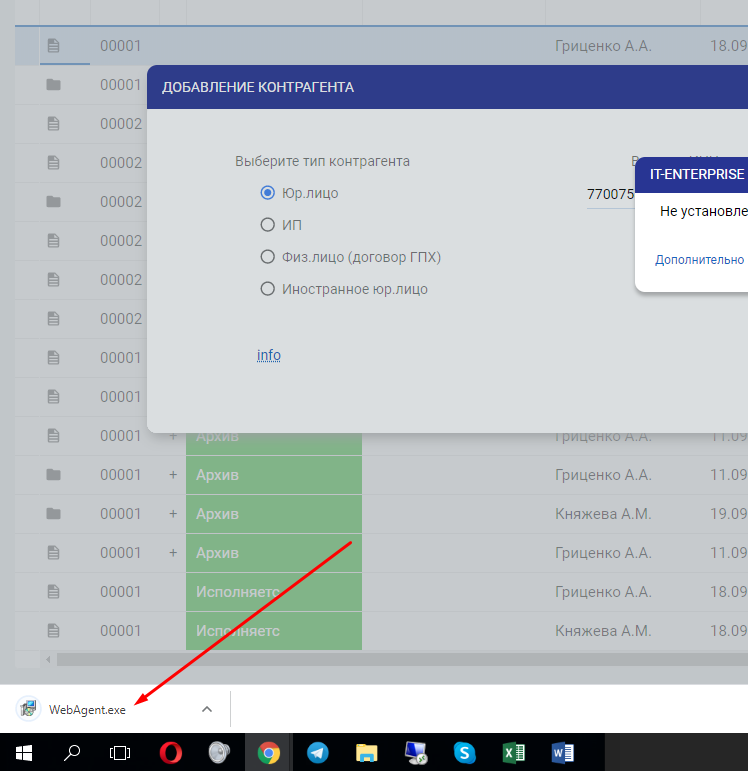 00001 Гриценко А.А. 18.09
00001
ДОБАВЛЕНИЕ КОНТРАГЕНТА
00002
00002
Выберите тип контрагента
IT-ENTERPRISE
Юр.лицо
770075
00002
Не установле
ИП
00002
Физ.лицо (договор ГПХ)
Дополнительно
00002
Иностранное юр.лицо
00002
00001
info
00001
00001 + Архив Гриценко А.А. 11.09
00001 + Архив Гриценко А.А. 11.09
00001 + Архив Княжева А.М. 19.09
00001 + Архив Гриценко А.А. 11.09
00001 Исполняетс Гриценко А.А. 18.09
00001 Исполняетс Княжева А.М. 18.09
WebAgent.exe